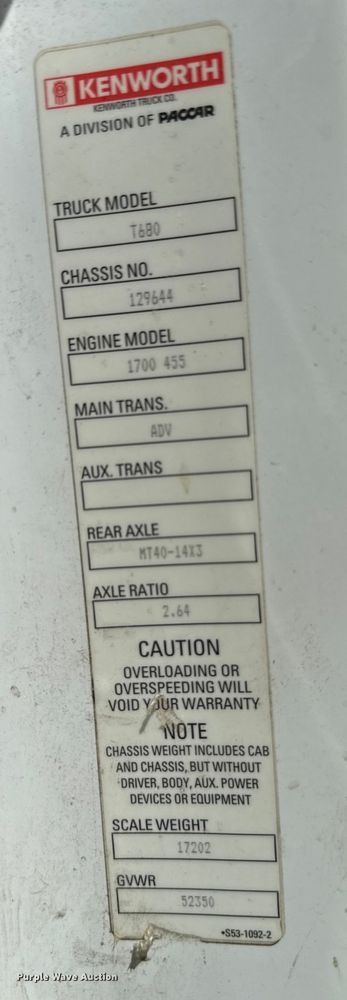 KENWORTH
KENWORTH TRUCK CO.
A DIVISION OF PACCAR
TRUCK MODEL
T680
CHASSIS NO.
129644
ENGINE MODEL
1700 455
MAIN TRANS.
ADV
AUX. TRANS
REAR AXLE
MT40-14X3
AXLE RATIO
2.64
CAUTION
OVERLOADING OR
OVERSPEEDING WILL
VOID YOUR WARRANTY
NOTE
CHASSIS WEIGHT INCLUDES CAB
AND CHASSIS, BUT WITHOUT
DRIVER, BODY, AUX. POWER
DEVICES OR EQUIPMENT
SCALE WEIGHT
17202
GVWR
52350
*S53-1092-2
Purple Wave Auction